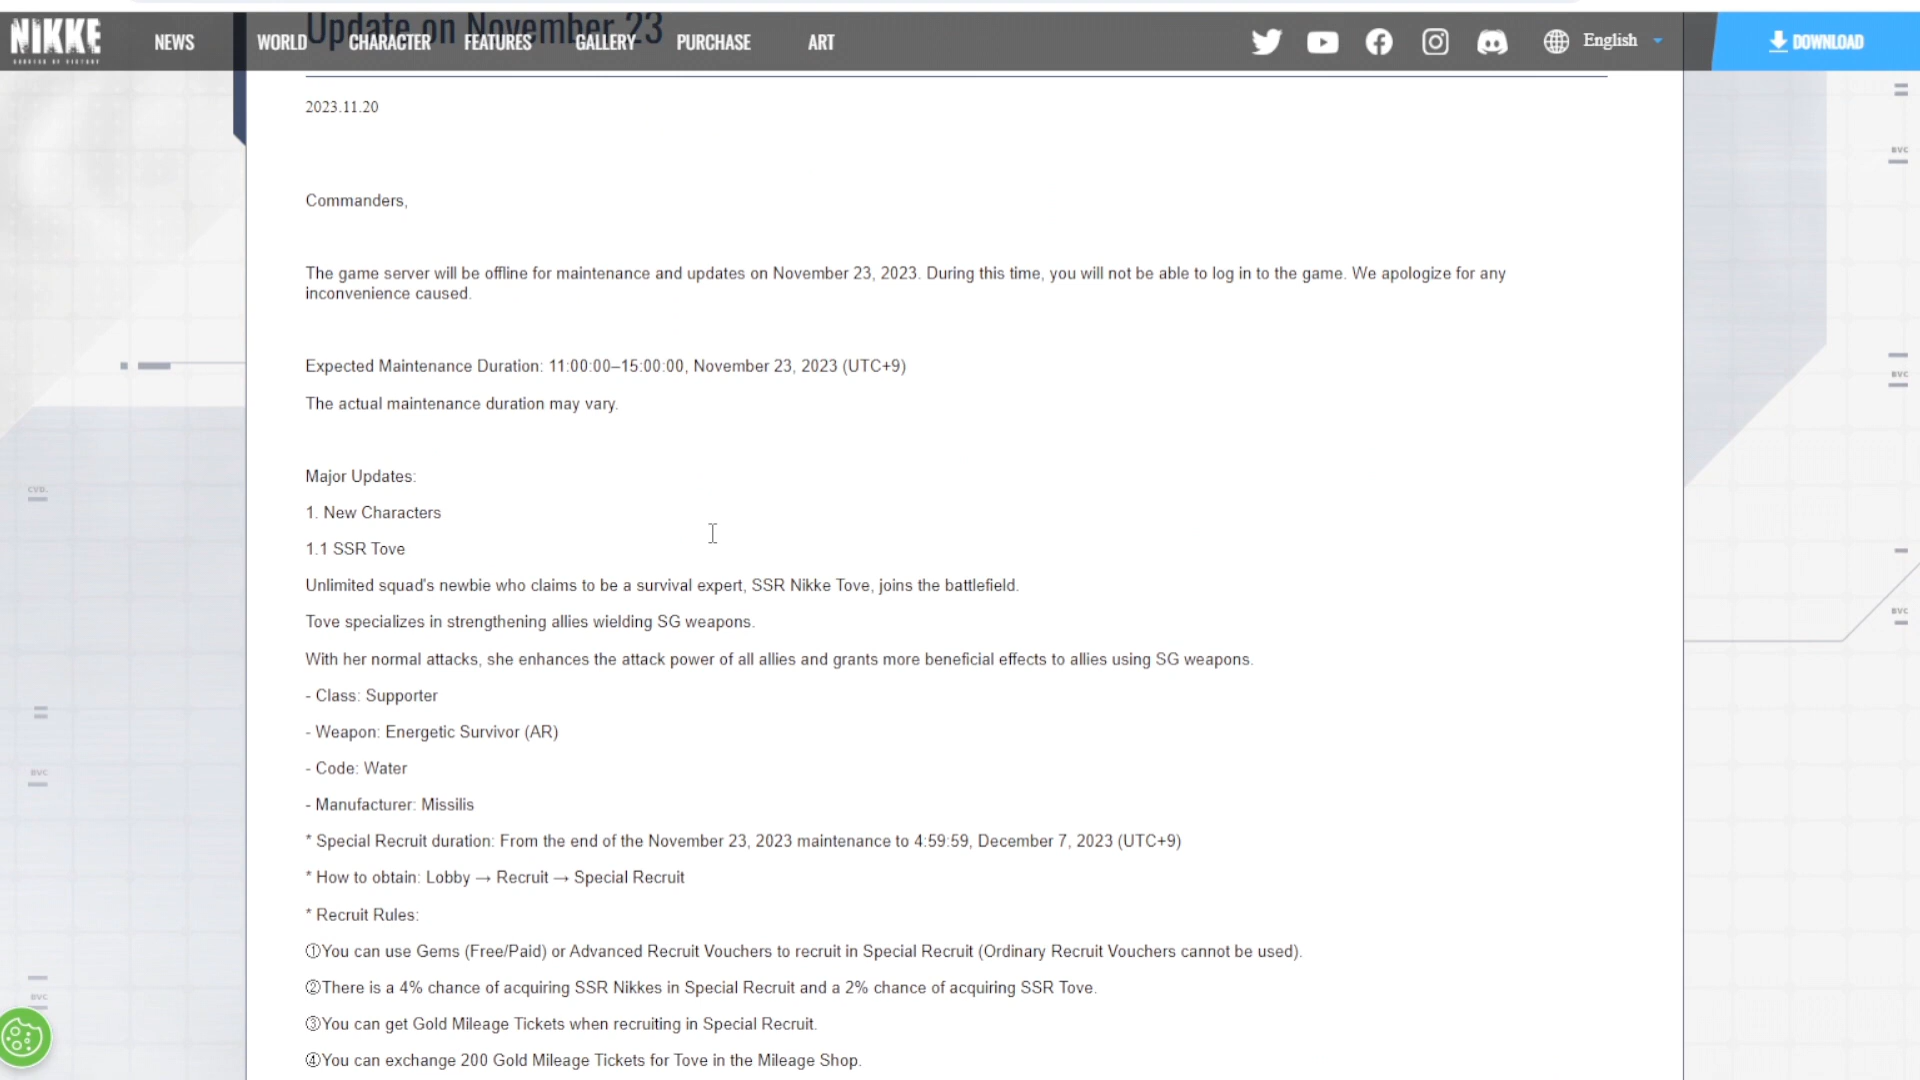 Update on November 23
NIKKE
NEWS WORLD CHARACTER FEATURES GALLERY PURCHASE ART English DOWNLOAD
2023.11.20
Commanders,
The game server will be offline for maintenance and updates on November 23, 2023. During this time, you will not be able to log in to the game. We apologize for any
inconvenience caused.
Expected Maintenance Duration: 11:00:00–15:00:00, November 23, 2023 (UTC+9)
The actual maintenance duration may vary.
Major Updates:
1. New Characters
1.1 SSR Tove
Unlimited squad's newbie who claims to be a survival expert, SSR Nikke Tove, joins the battlefield.
Tove specializes in strengthening allies wielding SG weapons.
With her normal attacks, she enhances the attack power of all allies and grants more beneficial effects to allies using SG weapons.
- Class: Supporter
- Weapon: Energetic Survivor (AR)
- Code: Water
- Manufacturer: Missilis
* Special Recruit duration: From the end of the November 23, 2023 maintenance to 4:59:59, December 7, 2023 (UTC+9)
* How to obtain: Lobby → Recruit → Special Recruit
* Recruit Rules:
①You can use Gems (Free/Paid) or Advanced Recruit Vouchers to recruit in Special Recruit (Ordinary Recruit Vouchers cannot be used).
②There is a 4% chance of acquiring SSR Nikkes in Special Recruit and a 2% chance of acquiring SSR Tove.
③You can get Gold Mileage Tickets when recruiting in Special Recruit.
④You can exchange 200 Gold Mileage Tickets for Tove in the Mileage Shop.
CVD.
BVC
BVC
BVC
BVC
BVC